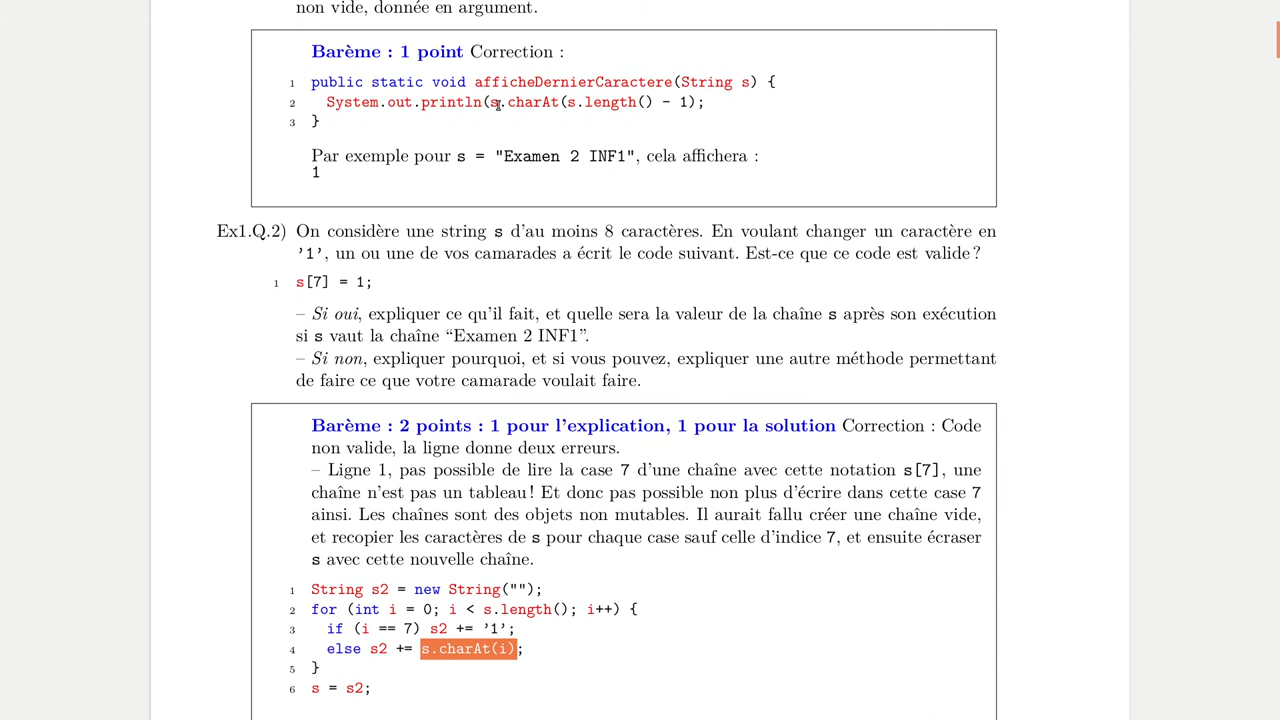 non vide, donnée en argument.
Barème : 1 point Correction :
1 public static void afficheDernierCaractere(String s) {
2 System.out.println(s.charAt(s.length() - 1);
3 }
Par exemple pour s = "Examen 2 INF1", cela affichera :
1
Ex1.Q.2) On considère une string s d'au moins 8 caractères. En voulant changer un caractère en
'1', un ou une de vos camarades a écrit le code suivant. Est-ce que ce code est valide ?
1 s[7] = 1;
– Si oui, expliquer ce qu'il fait, et quelle sera la valeur de la chaîne s après son exécution
si s vaut la chaîne “Examen 2 INF1”.
– Si non, expliquer pourquoi, et si vous pouvez, expliquer une autre méthode permettant
de faire ce que votre camarade voulait faire.
Barème : 2 points : 1 pour l'explication, 1 pour la solution Correction : Code
non valide, la ligne donne deux erreurs.
– Ligne 1, pas possible de lire la case 7 d'une chaîne avec cette notation s[7], une
chaîne n'est pas un tableau ! Et donc pas possible non plus d'écrire dans cette case 7
ainsi. Les chaînes sont des objets non mutables. Il aurait fallu créer une chaîne vide,
et recopier les caractères de s pour chaque case sauf celle d'indice 7, et ensuite écraser
s avec cette nouvelle chaîne.
1 String s2 = new String("");
2 for (int i = 0; i < s.length(); i++) {
3 if (i == 7) s2 += '1';
4 else s2 += s.charAt(i);
5 }
6 s = s2;